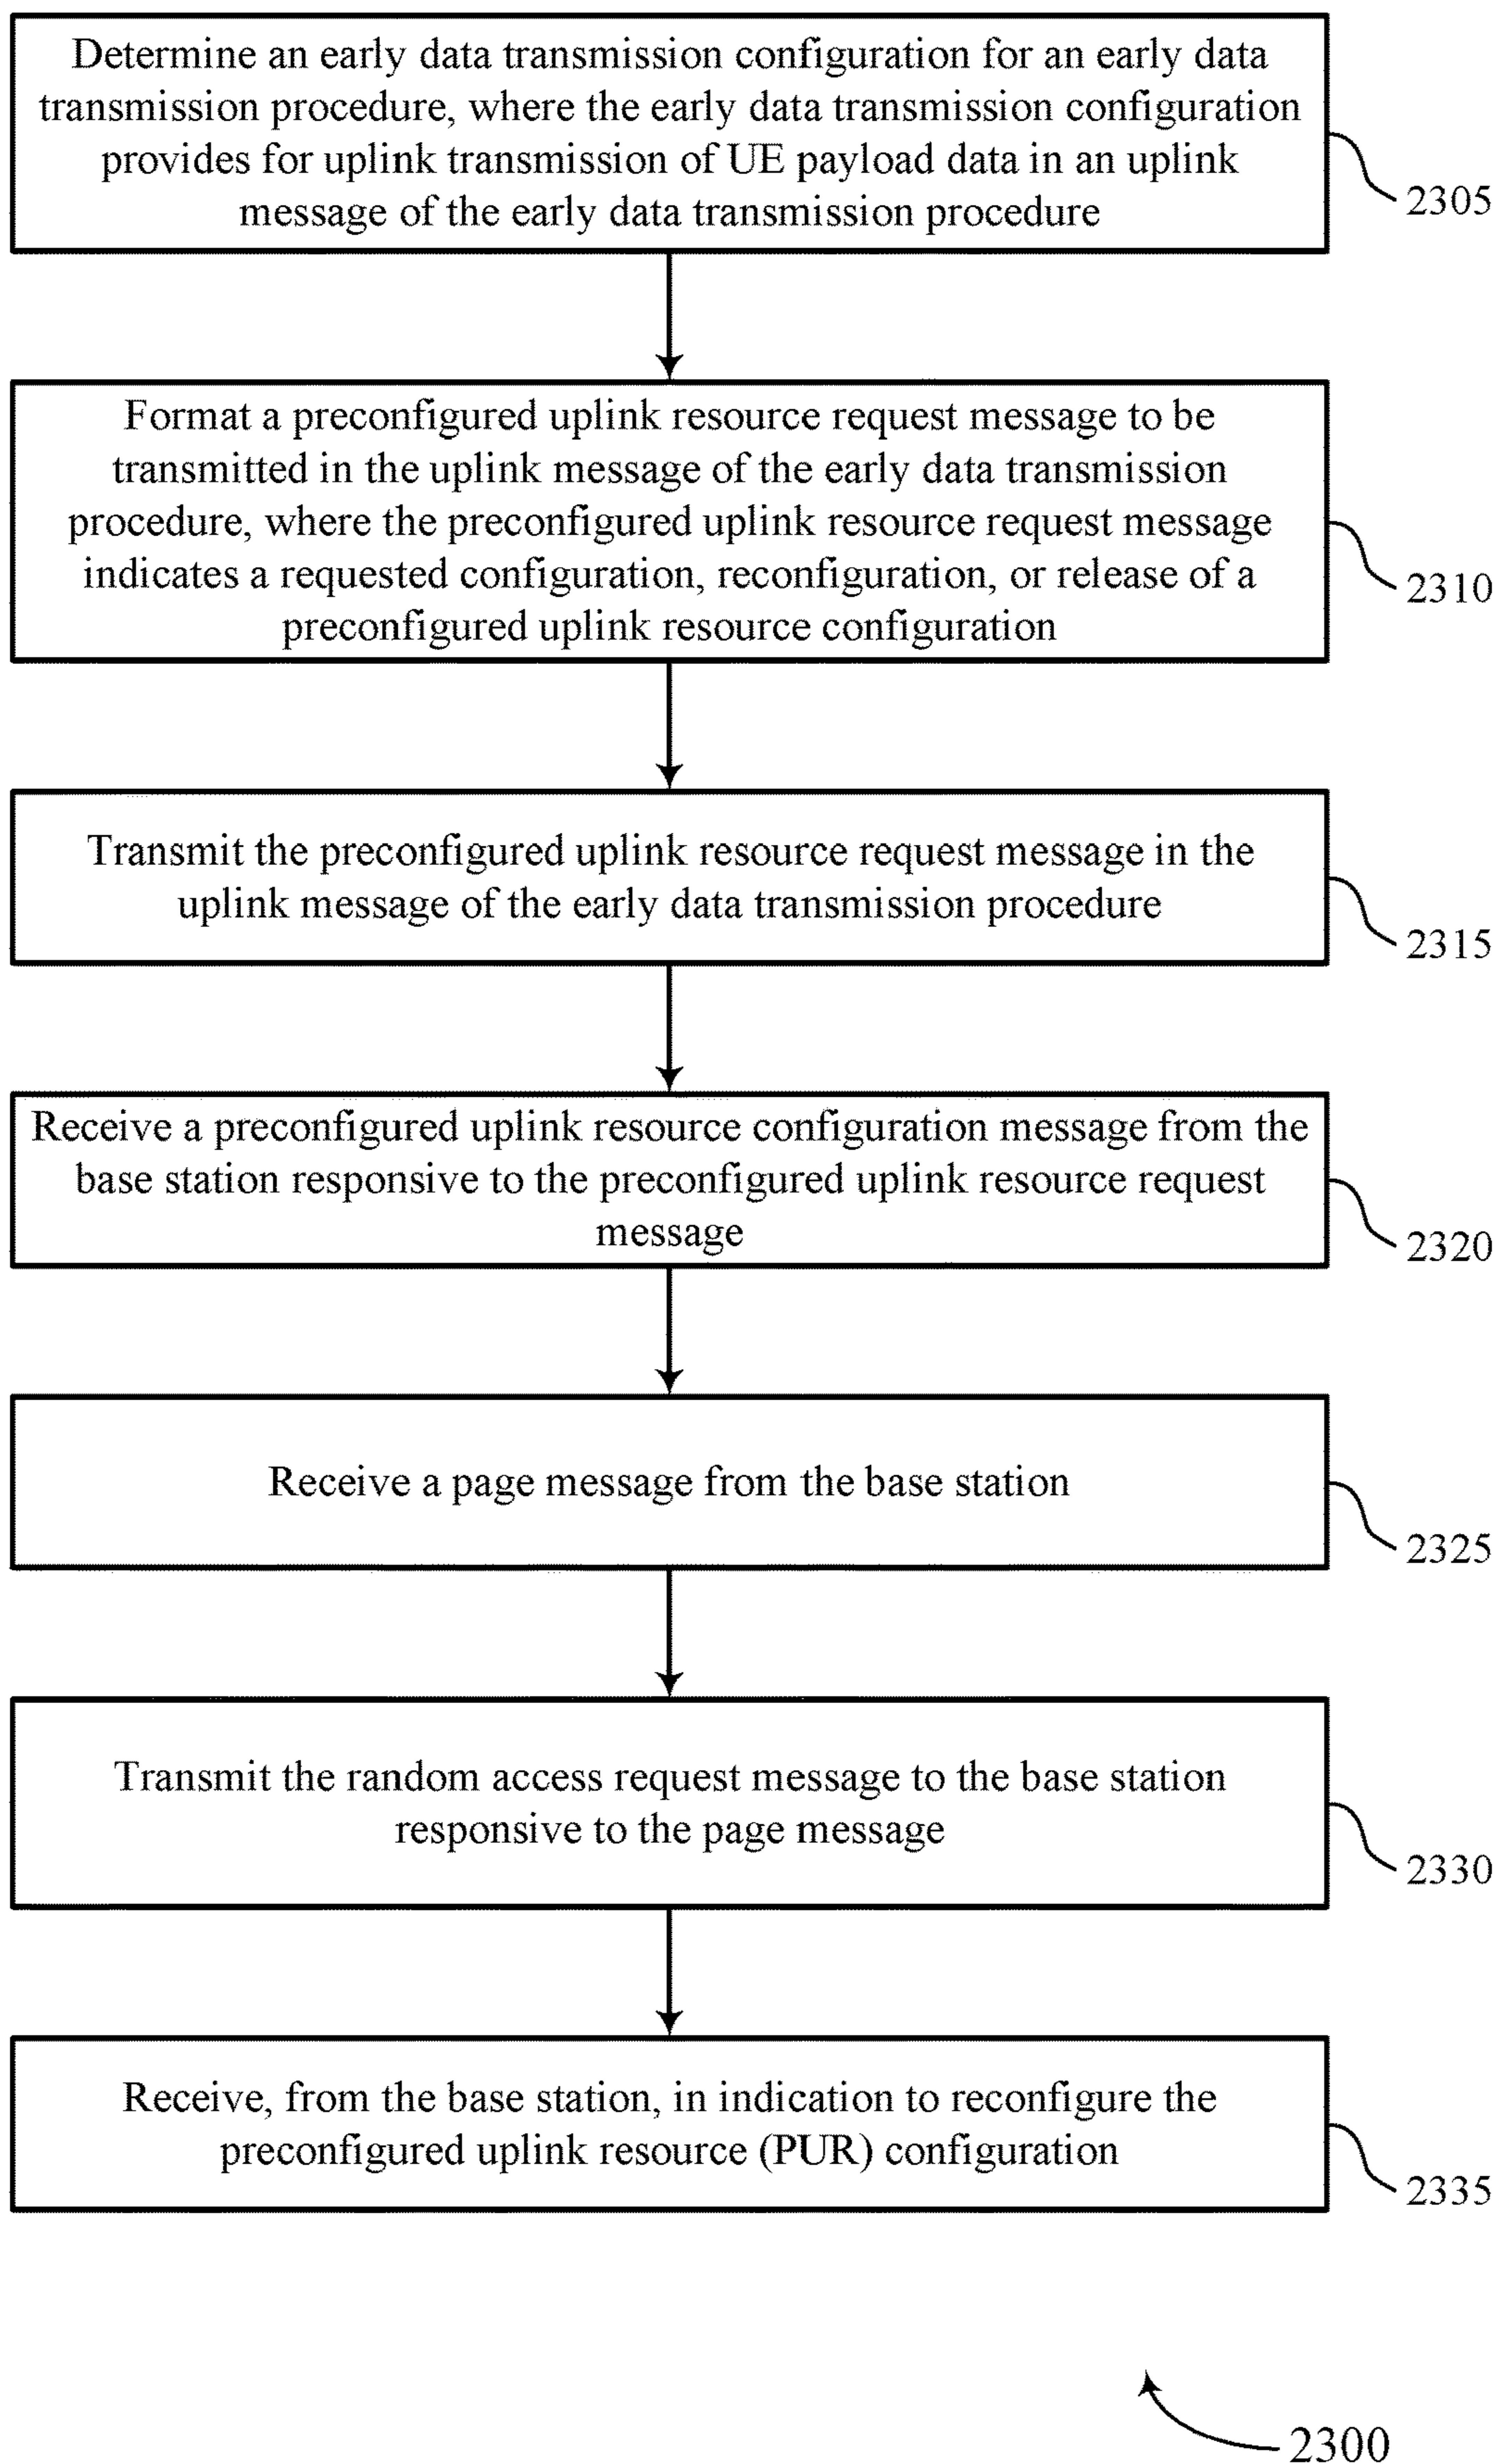 Determine an early data transmission configuration for an early data
transmission procedure, where the early data transmission configuration
provides for uplink transmission of UE payload data in an uplink
message of the early data transmission procedure
2305
Format a preconfigured uplink resource request message to be
transmitted in the uplink message of the early data transmission
procedure, where the preconfigured uplink resource request message
indicates a requested configuration, reconfiguration, or release of a
preconfigured uplink resource configuration
2310
Transmit the preconfigured uplink resource request message in the
uplink message of the early data transmission procedure
2315
Receive a preconfigured uplink resource configuration message from the
base station responsive to the preconfigured uplink resource request
message
2320
Receive a page message from the base station
2325
Transmit the random access request message to the base station
responsive to the page message
2330
Receive, from the base station, in indication to reconfigure the
preconfigured uplink resource (PUR) configuration
2335
2300